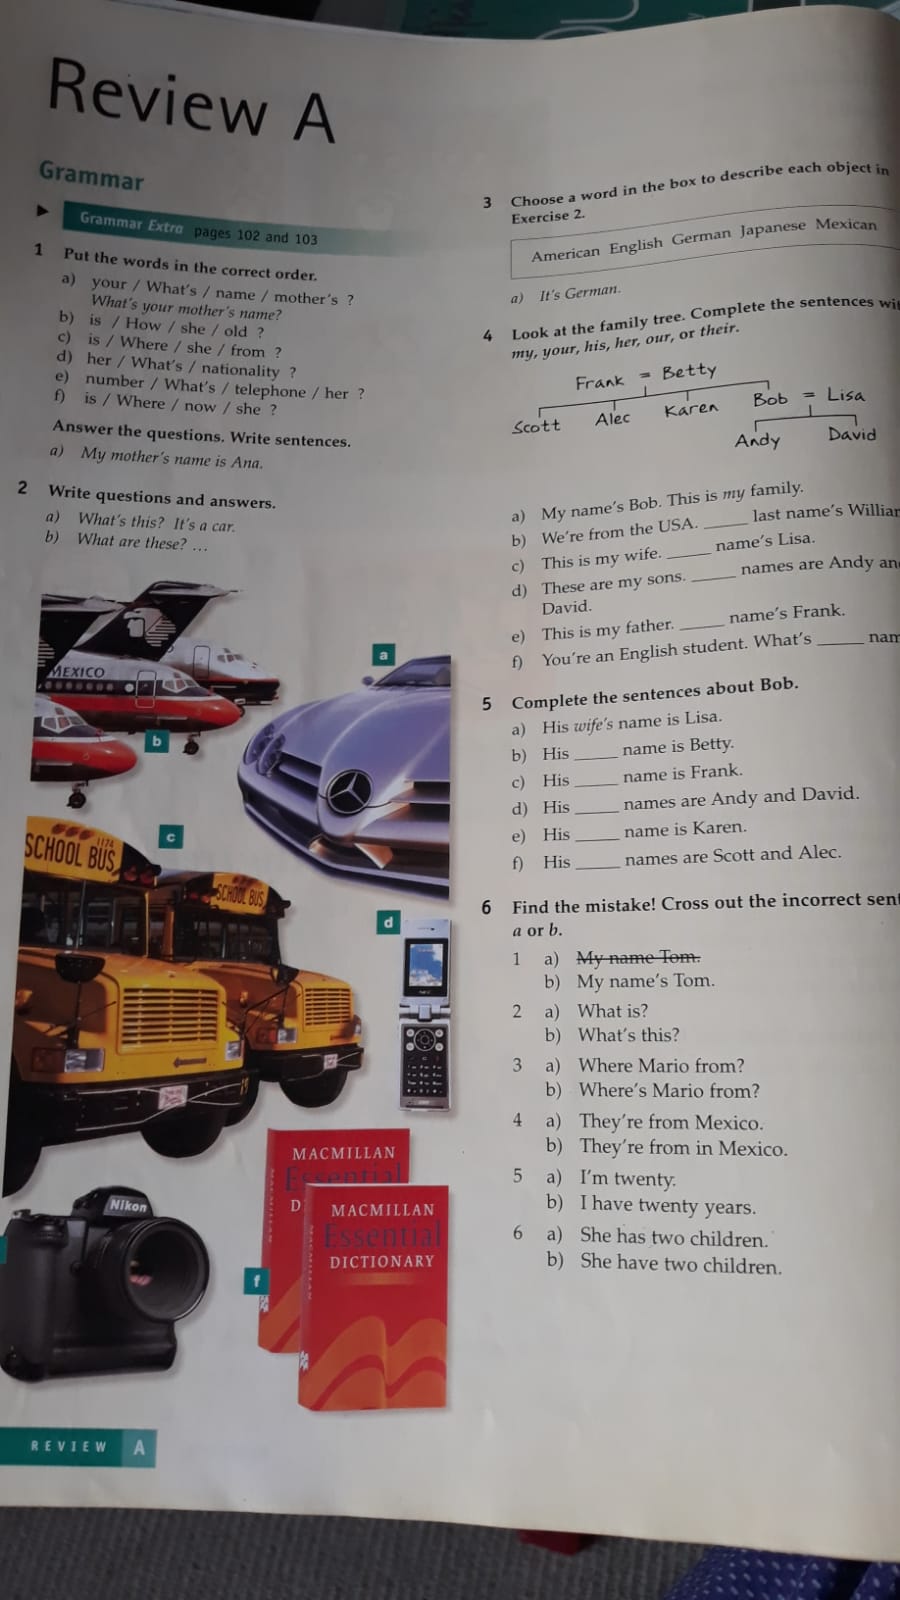 Review A
Grammar
Grammar Extra pages 102 and 103
1 Put the words in the correct order.
a) your / What's / name / mother's ?
What's your mother's name?
b) is / How / she / old ?
c) is / Where / she / from ?
d) her / What's / nationality ?
e) number / What's / telephone / her ?
f) is / Where / now / she ?
Answer the questions. Write sentences.
a) My mother's name is Ana.
2 Write questions and answers.
a) What's this? It's a car.
b) What are these? ...
MEXICO
a
b
c
SCHOOL BUS
1174
SCHOOL BUS
d
MACMILLAN
Essential
D
MACMILLAN
Essential
DICTIONARY
Nikon
f
REVIEW A
3 Choose a word in the box to describe each object in
Exercise 2.
American English German Japanese Mexican
a) It's German.
4 Look at the family tree. Complete the sentences
my, your, his, her, our, or their.
Frank = Betty
Scott Alec Karen Bob = Lisa
Andy David
a) My name's Bob. This is my family.
b) We're from the USA. _____ last name's
c) This is my wife. _____ name's Lisa.
d) These are my sons. _____ names are Andy
David.
e) This is my father. _____ name's Frank.
f) You're an English student. What's _____
5 Complete the sentences about Bob.
a) His wife's name is Lisa.
b) His _____ name is Betty.
c) His _____ name is Frank.
d) His _____ names are Andy and David.
e) His _____ name is Karen.
f) His _____ names are Scott and Alec.
6 Find the mistake! Cross out the incorrect
a or b.
1 a) My name Tom.
b) My name's Tom.
2 a) What is?
b) What's this?
3 a) Where Mario from?
b) Where's Mario from?
4 a) They're from Mexico.
b) They're from in Mexico.
5 a) I'm twenty.
b) I have twenty years.
6 a) She has two children.
b) She have two children.